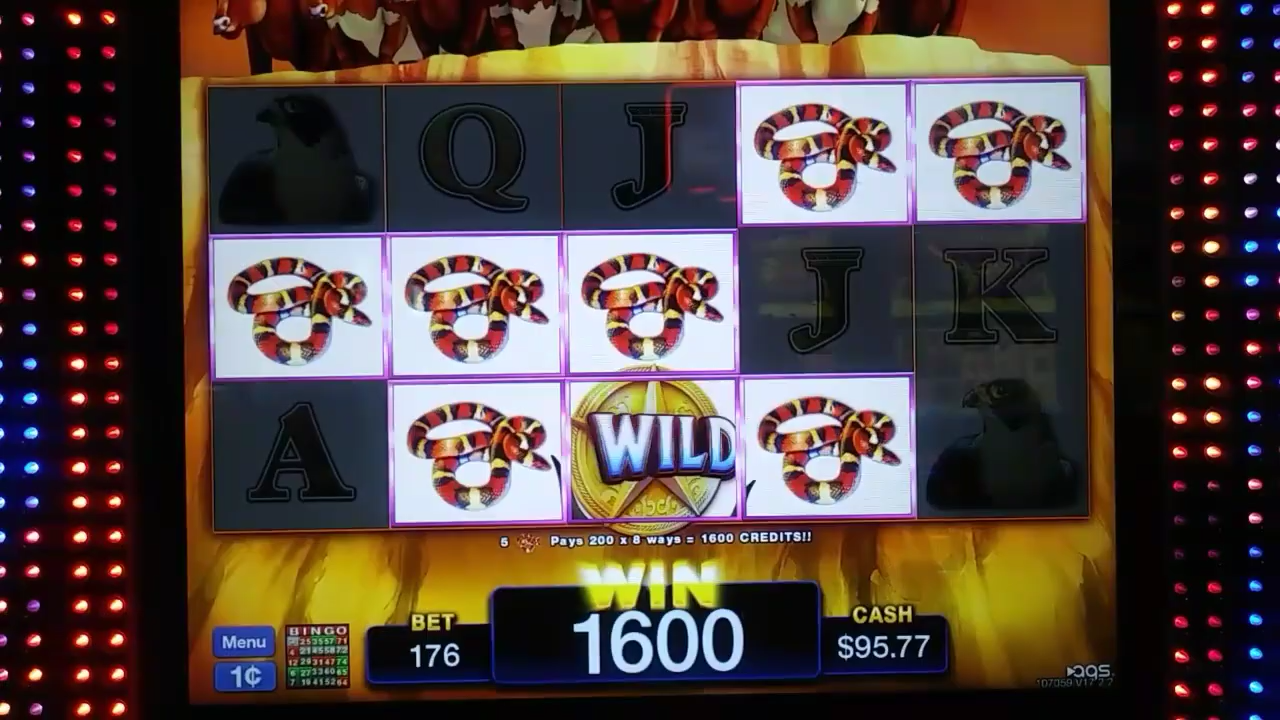 Q J
J K
A WILD
5 Pays 200 x 8 ways = 1600 CREDITS!!
WIN
1600
BET
176
CASH
$95.77
Menu
1¢
BINGO
ags